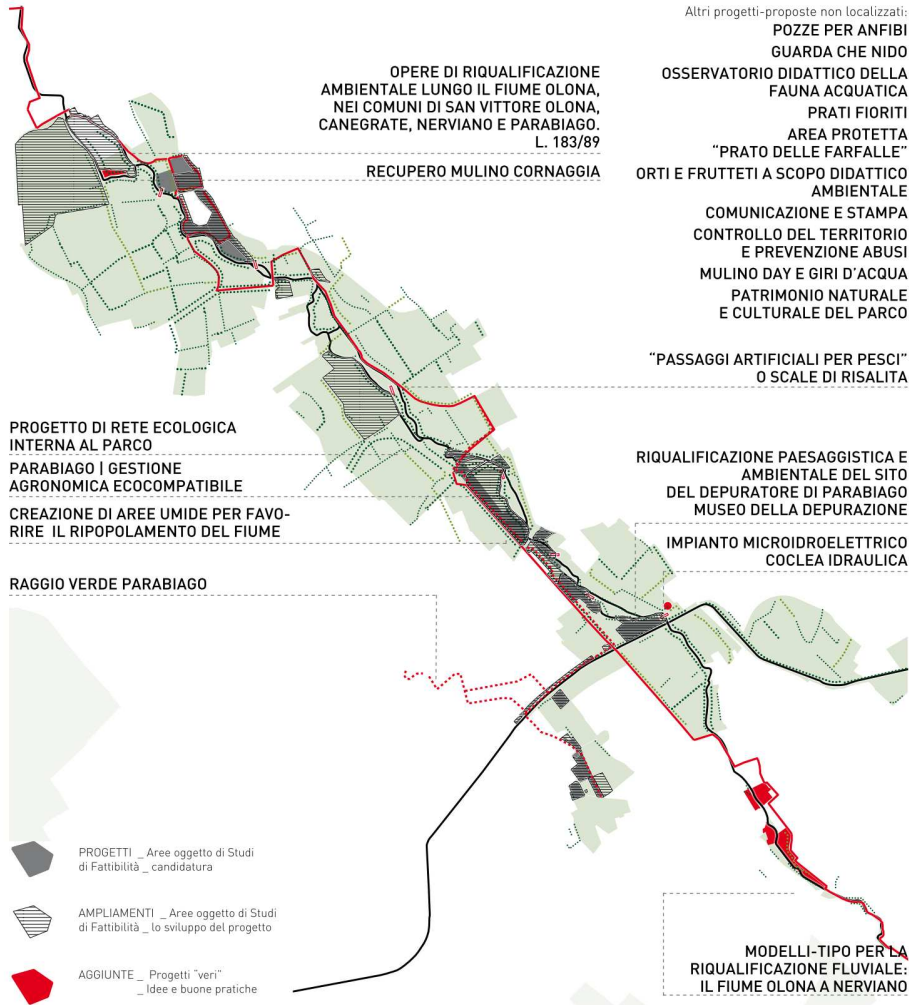 Altri progetti-proposte non localizzati:
POZZE PER ANFIBI
GUARDA CHE NIDO
OSSERVATORIO DIDATTICO DELLA
FAUNA ACQUATICA
PRATI FIORITI
AREA PROTETTA
“PRATO DELLE FARFALLE”
ORTI E FRUTTETI A SCOPO DIDATTICO
AMBIENTALE
COMUNICAZIONE E STAMPA
CONTROLLO DEL TERRITORIO
E PREVENZIONE ABUSI
MULINO DAY E GIRI D’ACQUA
PATRIMONIO NATURALE
E CULTURALE DEL PARCO
OPERE DI RIQUALIFICAZIONE
AMBIENTALE LUNGO IL FIUME OLONA,
NEI COMUNI DI SAN VITTORE OLONA,
CANEGRATE, NERVIANO E PARABIAGO.
L. 183/89
RECUPERO MULINO CORNAGGIA
“PASSAGGI ARTIFICIALI PER PESCI”
O SCALE DI RISALITA
PROGETTO DI RETE ECOLOGICA
INTERNA AL PARCO
PARABIAGO | GESTIONE
AGRONOMICA ECOCOMPATIBILE
CREAZIONE DI AREE UMIDE PER FAVO-
RIRE IL RIPOPOLAMENTO DEL FIUME
RAGGIO VERDE PARABIAGO
RIQUALIFICAZIONE PAESAGGISTICA E
AMBIENTALE DEL SITO
DEL DEPURATORE DI PARABIAGO
MUSEO DELLA DEPURAZIONE
IMPIANTO MICROIDROELETTRICO
COCLEA IDRAULICA
PROGETTI _ Aree oggetto di Studi
di Fattibilità _ candidatura
AMPLIAMENTI _ Aree oggetto di Studi
di Fattibilità _ lo sviluppo del progetto
AGGIUNTE _ Progetti “veri”
_ Idee e buone pratiche
MODELLI-TIPO PER LA
RIQUALIFICAZIONE FLUVIALE:
IL FIUME OLONA A NERVIANO